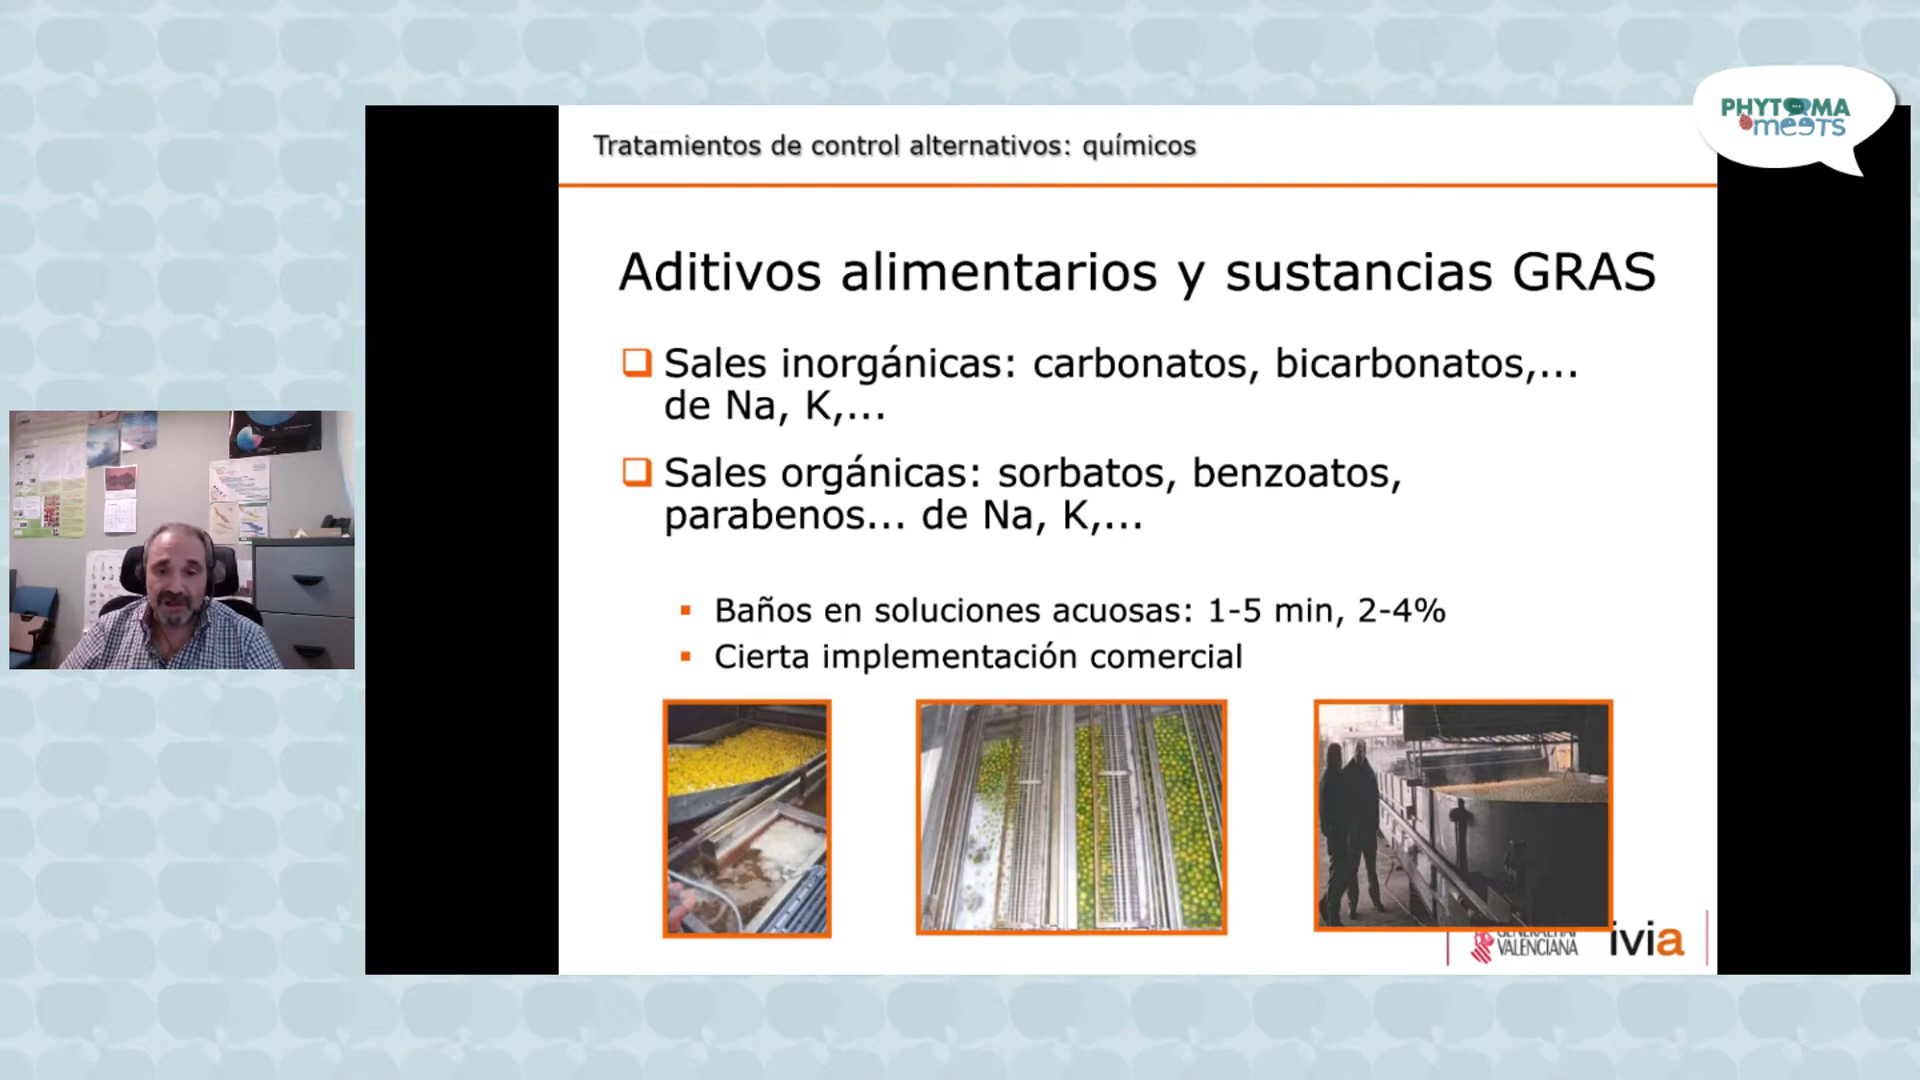 PHYTOMA
meeTS
Tratamientos de control alternativos: químicos
Aditivos alimentarios y sustancias GRAS
Sales inorgánicas: carbonatos, bicarbonatos,...
de Na, K,...
Sales orgánicas: sorbatos, benzoatos,
parabenos... de Na, K,...
Baños en soluciones acuosas: 1-5 min, 2-4%
Cierta implementación comercial
GENERALITAT
VALENCIANA
ivia